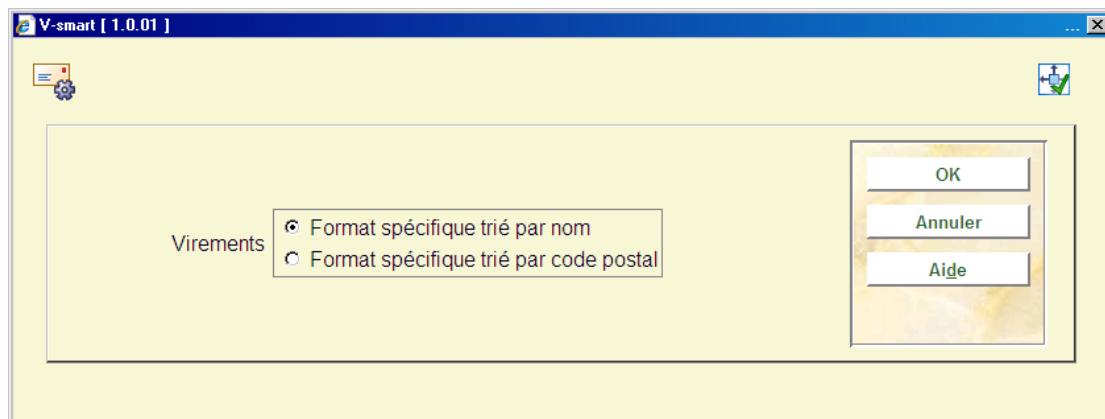 V-smart [ 1.0.01 ]
...
Virements
Format spécifique trié par nom
Format spécifique trié par code postal
OK
Annuler
Aide